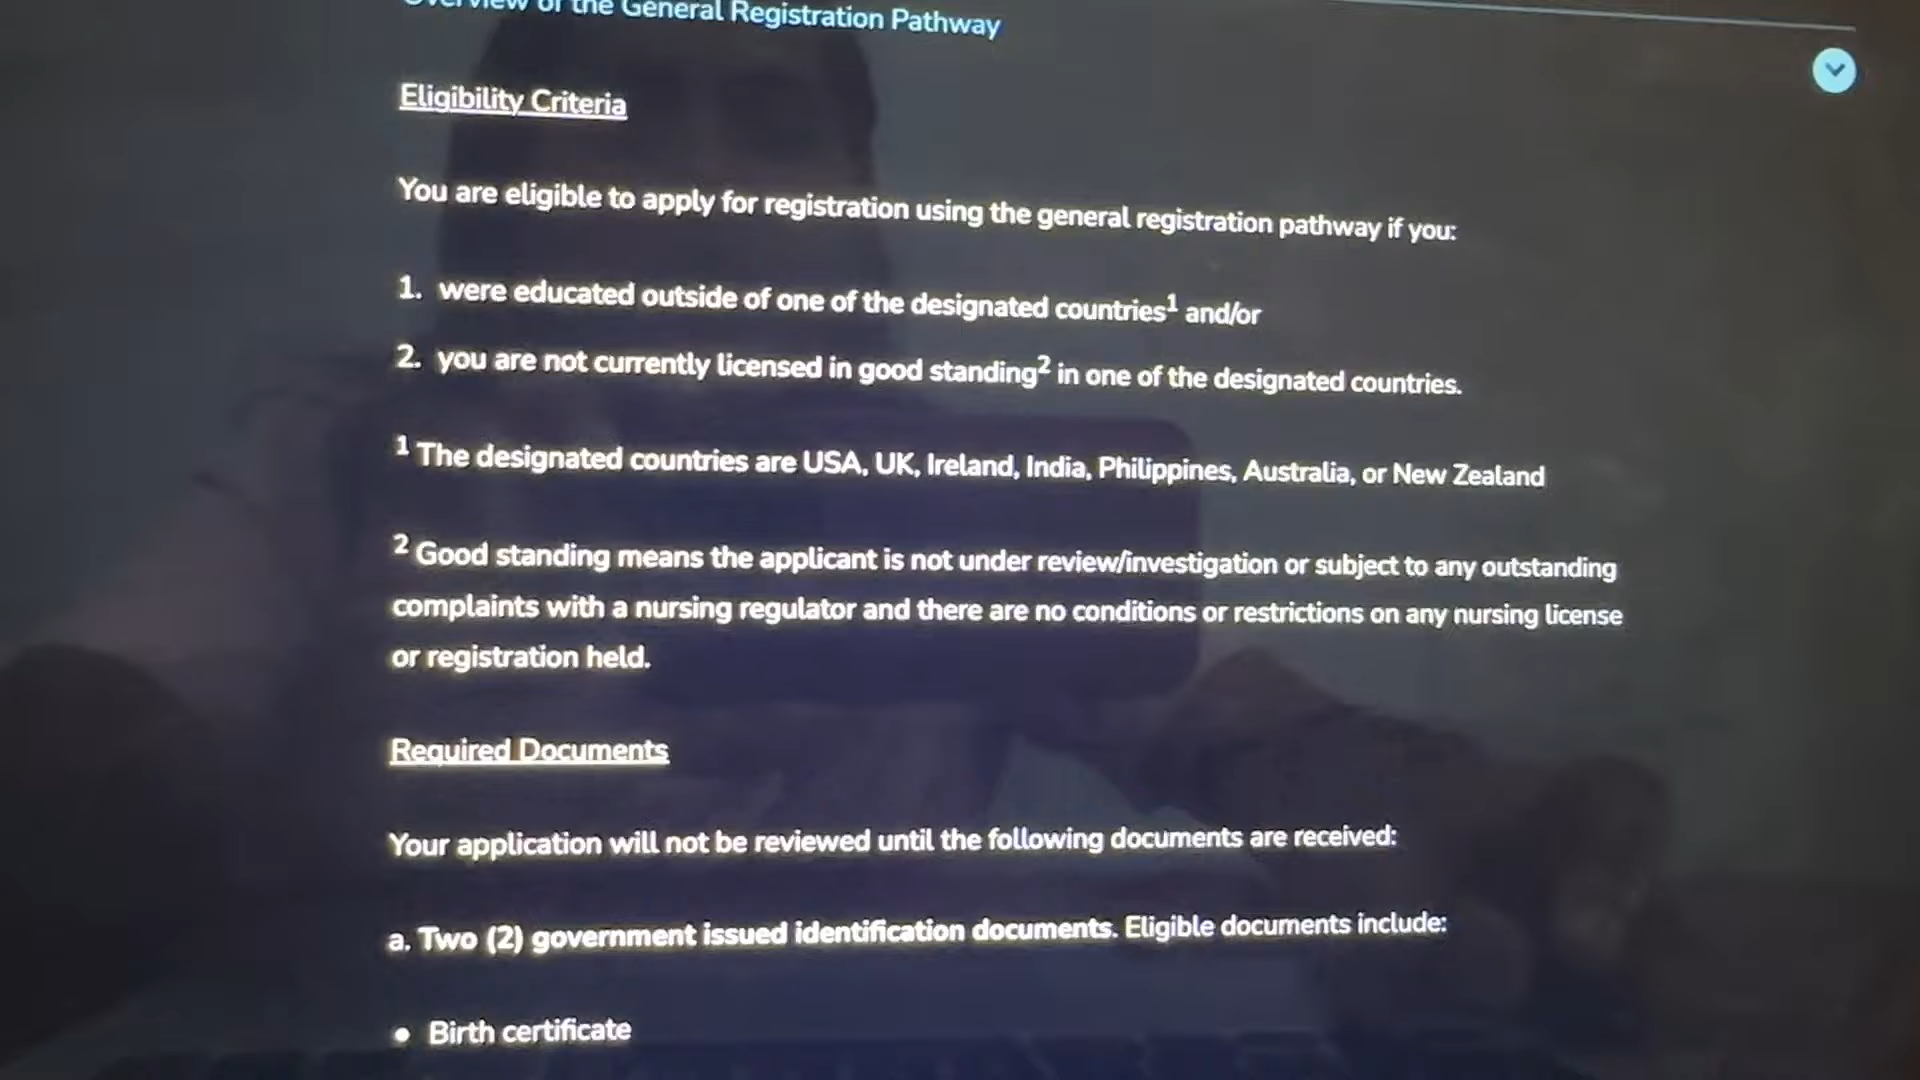 Overview of the General Registration Pathway
Eligibility Criteria
You are eligible to apply for registration using the general registration pathway if you:
1. were educated outside of one of the designated countries¹ and/or
2. you are not currently licensed in good standing² in one of the designated countries.
¹ The designated countries are USA, UK, Ireland, India, Philippines, Australia, or New Zealand
² Good standing means the applicant is not under review/investigation or subject to any outstanding
complaints with a nursing regulator and there are no conditions or restrictions on any nursing license
or registration held.
Required Documents
Your application will not be reviewed until the following documents are received:
a. Two (2) government issued identification documents. Eligible documents include:
• Birth certificate